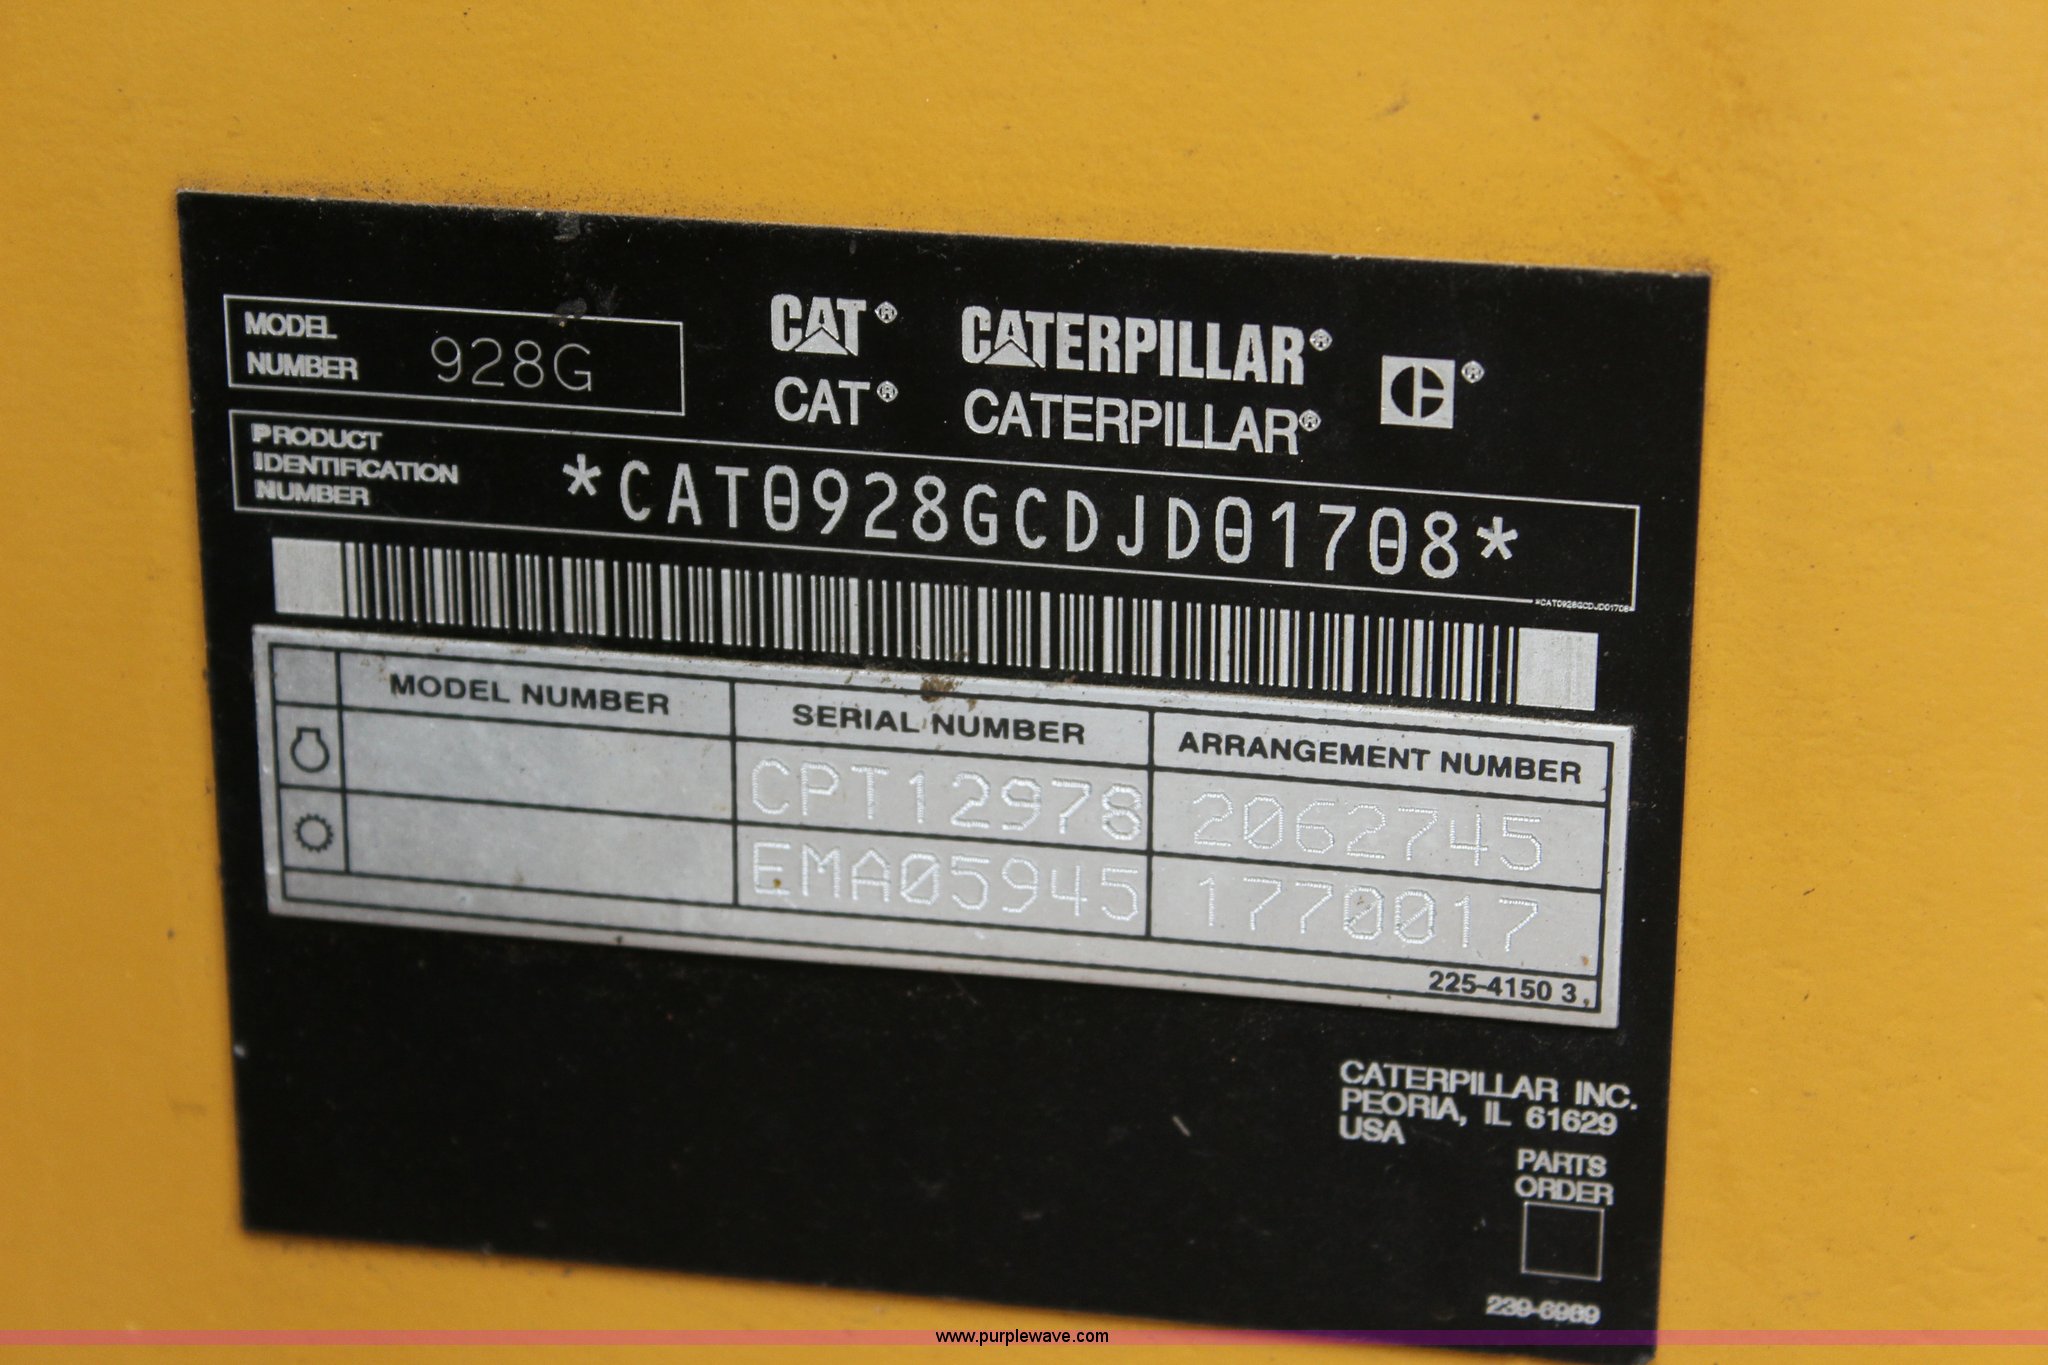 MODEL
NUMBER 928G
CAT® CATERPILLAR® ®
CAT® CATERPILLAR®
PRODUCT
IDENTIFICATION
NUMBER
*CAT0928GCDJD01708*
*CAT0928GCDJD01708*
MODEL NUMBER SERIAL NUMBER ARRANGEMENT NUMBER
CPT12978 2062745
EMA05945 1770017
225-4150 3
CATERPILLAR INC.
PEORIA, IL 61629
USA
PARTS
ORDER
239-6989
www.purplewave.com